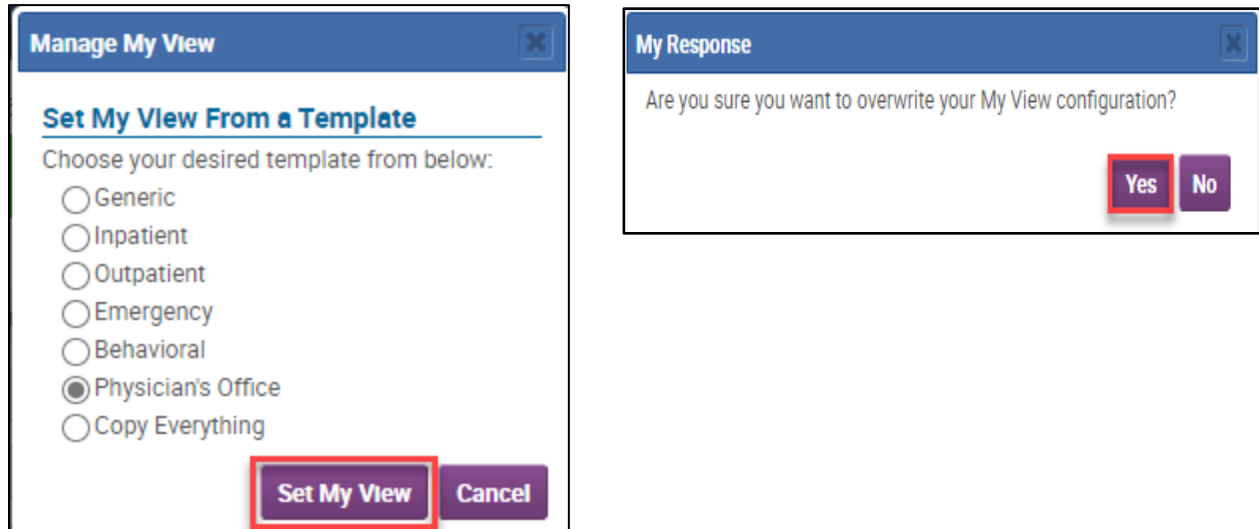 Manage My View
Set My View From a Template
Choose your desired template from below:
Generic
Inpatient
Outpatient
Emergency
Behavioral
Physician's Office
Copy Everything
Set My View Cancel
My Response
Are you sure you want to overwrite your My View configuration?
Yes No